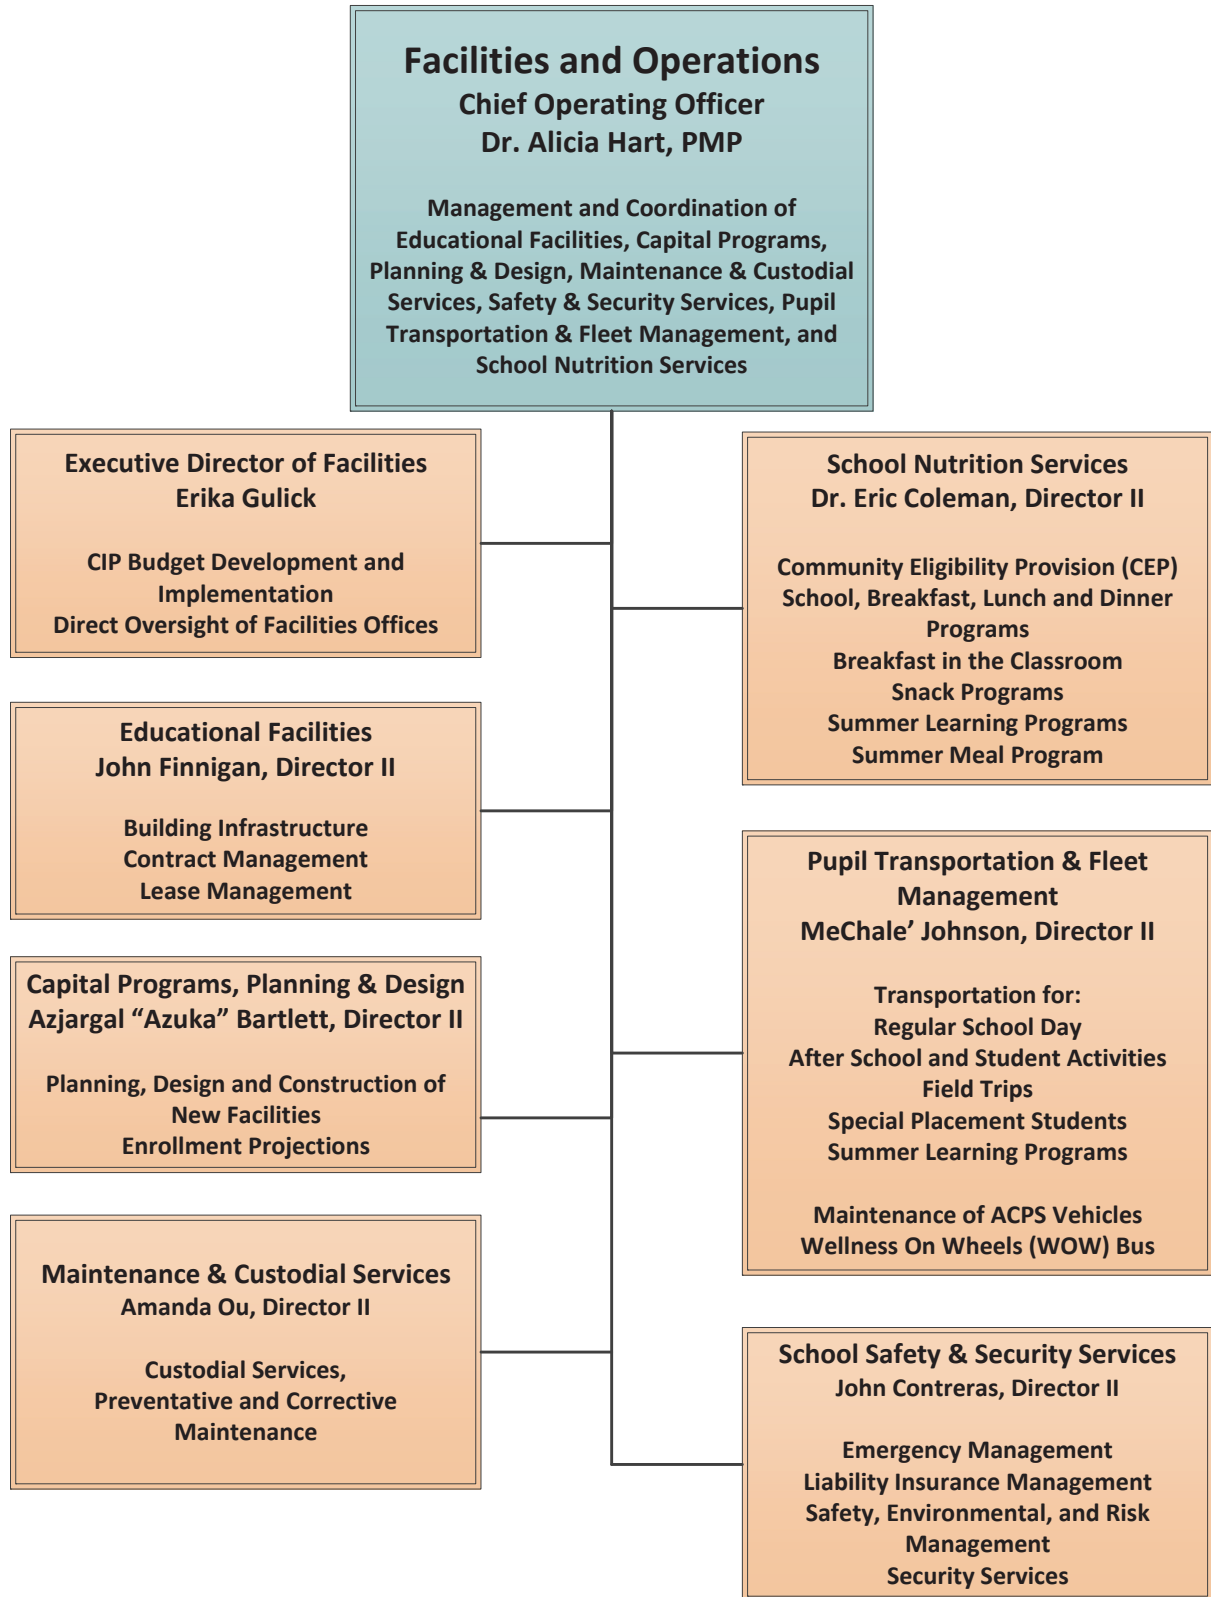 Facilities and Operations
Chief Operating Officer
Dr. Alicia Hart, PMP
Management and Coordination of
Educational Facilities, Capital Programs,
Planning & Design, Maintenance & Custodial
Services, Safety & Security Services, Pupil
Transportation & Fleet Management, and
School Nutrition Services
Executive Director of Facilities
Erika Gulick
CIP Budget Development and
Implementation
Direct Oversight of Facilities Offices
Educational Facilities
John Finnigan, Director II
Building Infrastructure
Contract Management
Lease Management
Capital Programs, Planning & Design
Azjargal “Azuka” Bartlett, Director II
Planning, Design and Construction of
New Facilities
Enrollment Projections
Maintenance & Custodial Services
Amanda Ou, Director II
Custodial Services,
Preventative and Corrective
Maintenance
School Nutrition Services
Dr. Eric Coleman, Director II
Community Eligibility Provision (CEP)
School, Breakfast, Lunch and Dinner
Programs
Breakfast in the Classroom
Snack Programs
Summer Learning Programs
Summer Meal Program
Pupil Transportation & Fleet
Management
MeChale’ Johnson, Director II
Transportation for:
Regular School Day
After School and Student Activities
Field Trips
Special Placement Students
Summer Learning Programs
Maintenance of ACPS Vehicles
Wellness On Wheels (WOW) Bus
School Safety & Security Services
John Contreras, Director II
Emergency Management
Liability Insurance Management
Safety, Environmental, and Risk
Management
Security Services